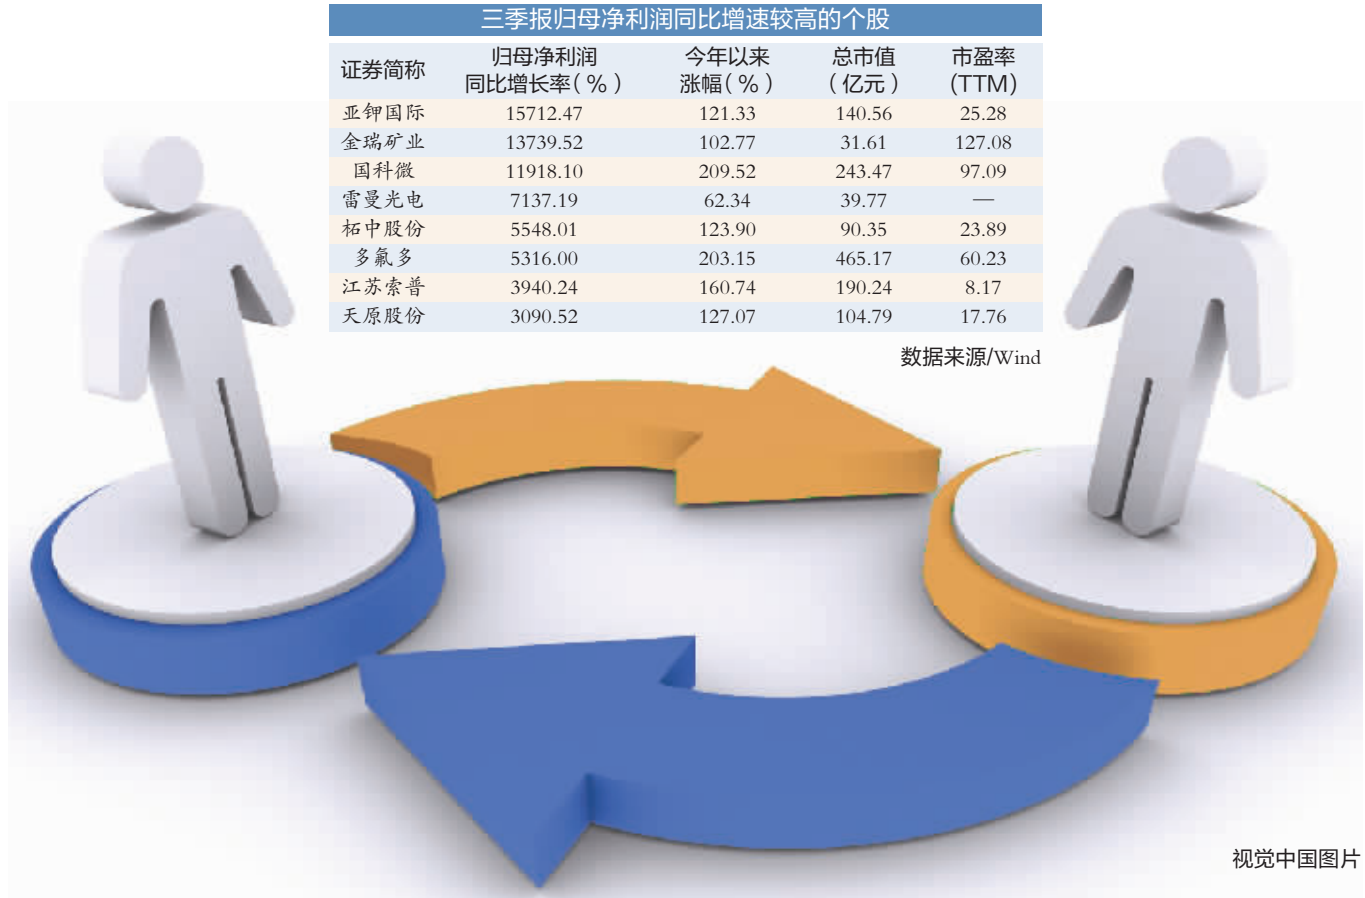 三季报归母净利润同比增速较高的个股
证券简称 归母净利润同比增长率(%) 今年以来涨幅(%) 总市值(亿元) 市盈率(TTM)
亚钾国际 15712.47 121.33 140.56 25.28
金瑞矿业 13739.52 102.77 31.61 127.08
国科微 11918.10 209.52 243.47 97.09
雷曼光电 7137.19 62.34 39.77 —
柘中股份 5548.01 123.90 90.35 23.89
多氟多 5316.00 203.15 465.17 60.23
江苏索普 3940.24 160.74 190.24 8.17
天原股份 3090.52 127.07 104.79 17.76
数据来源/Wind
视觉中国图片